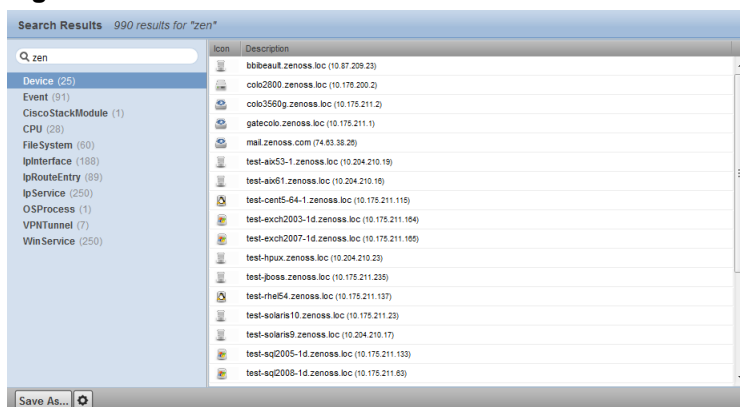 Search Results 990 results for "zen"
zen
Device (25)
Event (91)
CiscoStackModule (1)
CPU (28)
FileSystem (60)
IpInterface (188)
IpRouteEntry (89)
IpService (250)
OSProcess (1)
VPNTunnel (7)
WinService (250)
Icon Description
bbibeault.zenoss.loc (10.87.209.23)
colo2800.zenoss.loc (10.176.200.2)
colo3560g.zenoss.loc (10.175.211.2)
gatecolo.zenoss.loc (10.175.211.1)
mail.zenoss.com (74.63.38.26)
test-aix53-1.zenoss.loc (10.204.210.19)
test-aix61.zenoss.loc (10.204.210.16)
test-cent5-64-1.zenoss.loc (10.175.211.115)
test-exch2003-1d.zenoss.loc (10.175.211.164)
test-exch2007-1d.zenoss.loc (10.175.211.165)
test-hpux.zenoss.loc (10.204.210.23)
test-jboss.zenoss.loc (10.175.211.235)
test-rhel54.zenoss.loc (10.175.211.137)
test-solaris10.zenoss.loc (10.175.211.23)
test-solaris9.zenoss.loc (10.204.210.17)
test-sql2005-1d.zenoss.loc (10.175.211.133)
test-sql2008-1d.zenoss.loc (10.175.211.63)
Save As...